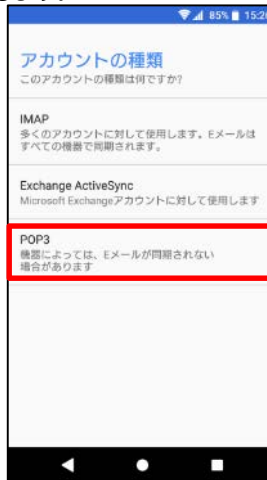 85% 15:26
アカウントの種類
このアカウントの種類は何ですか?
IMAP
多くのアカウントに対して使用します。Eメールは
すべての機器で同期されます。
Exchange ActiveSync
Microsoft Exchangeアカウントに対して使用します
POP3
機器によっては、Eメールが同期されない
場合があります